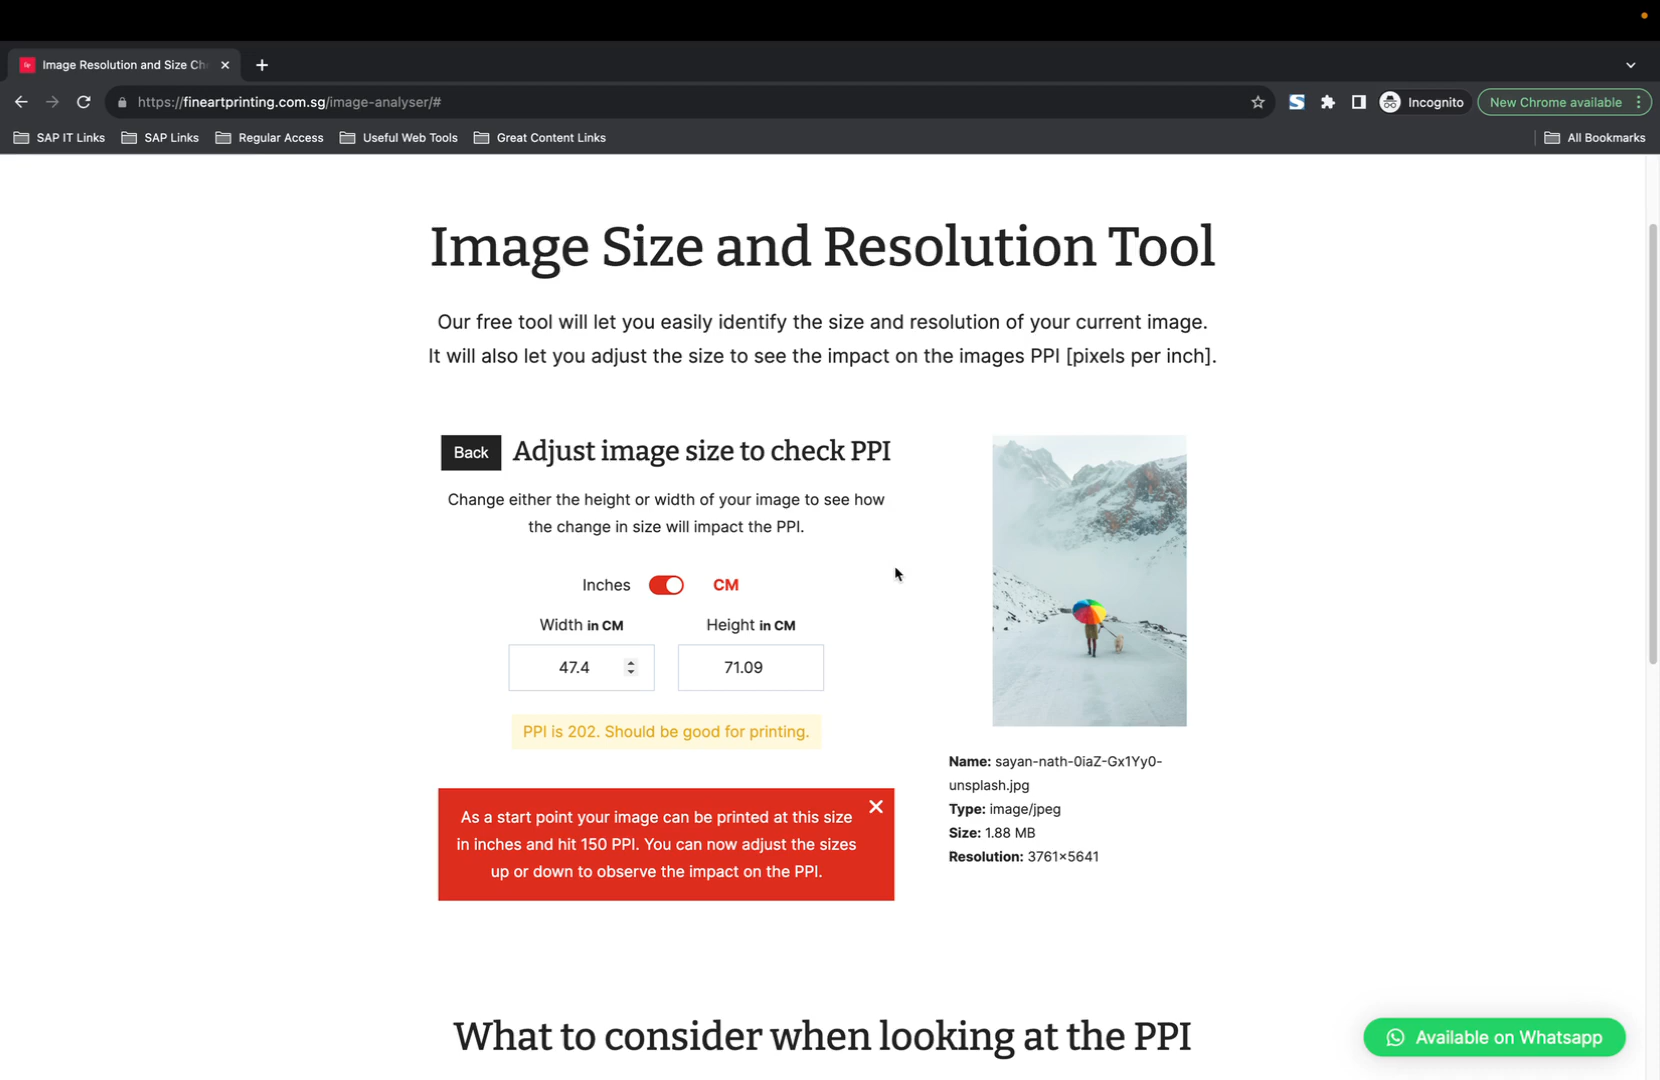 Image Resolution and Size Ch
https://fineartprinting.com.sg/image-analyser/#
Incognito
New Chrome available
SAP IT Links
SAP Links
Regular Access
Useful Web Tools
Great Content Links
All Bookmarks
Image Size and Resolution Tool
Our free tool will let you easily identify the size and resolution of your current image.
It will also let you adjust the size to see the impact on the images PPI [pixels per inch].
Back
Adjust image size to check PPI
Change either the height or width of your image to see how
the change in size will impact the PPI.
Inches
CM
Width in CM
Height in CM
47.4
71.09
PPI is 202. Should be good for printing.
As a start point your image can be printed at this size
in inches and hit 150 PPI. You can now adjust the sizes
up or down to observe the impact on the PPI.
Name: sayan-nath-0iaZ-Gx1Yy0-
unsplash.jpg
Type: image/jpeg
Size: 1.88 MB
Resolution: 3761×5641
What to consider when looking at the PPI
Available on Whatsapp